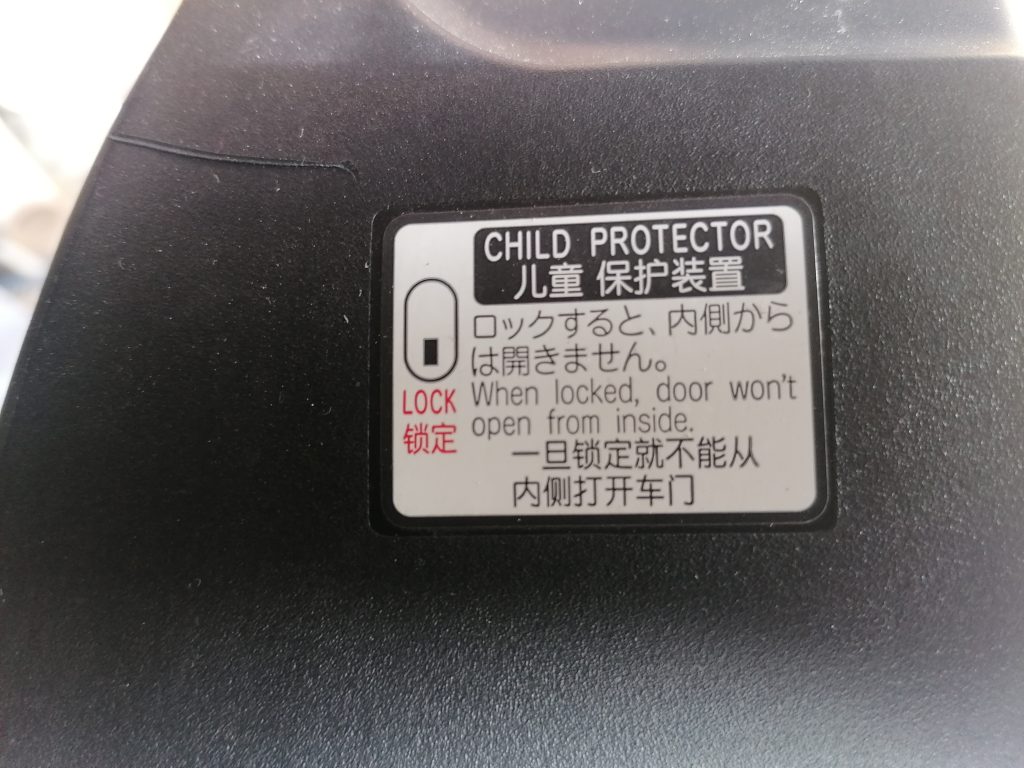 CHILD PROTECTOR
儿童 保护装置
ロックすると、内側から
は開きません。
LOCK
锁定
When locked, door won't
open from inside.
一旦锁定就不能从
内侧打开车门